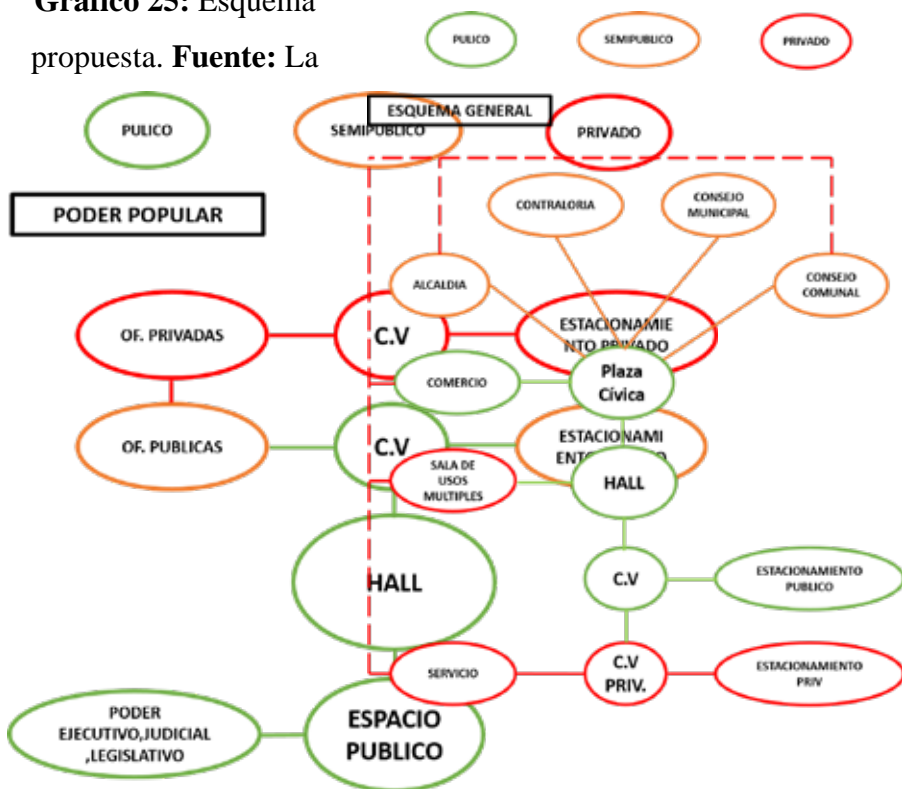 Gráfico 25: Esquema
propuesta. Fuente: La
PULICO
SEMIPUBLICO
PRIVADO
ESQUEMA GENERAL
PULICO
SEMIPUBLICO
PRIVADO
PODER POPULAR
CONTRALORIA
CONSEJO
MUNICIPAL
ALCALDIA
CONSEJO
COMUNAL
OF. PRIVADAS
C.V
ESTACIONAMIE
NTO PRIVADO
COMERCIO
Plaza
Cívica
OF. PUBLICAS
C.V
ESTACIONAMI
SALA DE
USOS
MULTIPLES
HALL
HALL
C.V
ESTACIONAMIENTO
PUBLICO
SERVICIO
C.V
PRIV.
ESTACIONAMIENTO
PRIV
PODER
EJECUTIVO,JUDICIAL
,LEGISLATIVO
ESPACIO
PUBLICO